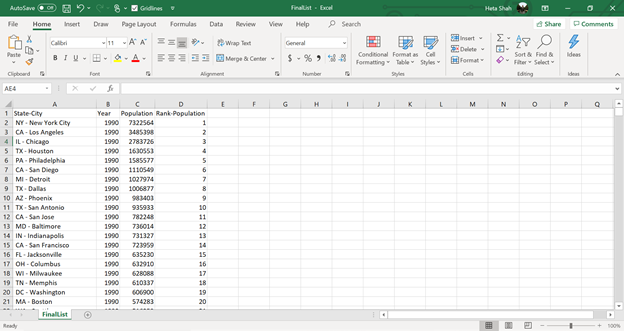 AutoSave Off Gridlines FinalList - Excel Heta Shah
File Home Insert Draw Page Layout Formulas Data Review View Help Search Share Comments
Calibri 11 A^ A˅ Wrap Text General Insert
Paste B I U A Merge & Center $ % , Conditional Formatting Format as Table Cell Styles Delete Format Sort & Filter Find & Select Ideas
Clipboard Font Alignment Number Styles Cells Editing Ideas
AE4 fx
A B C D E F G H I J K L M N O P Q
1 State-City Year Population Rank-Population
2 NY - New York City 1990 7322564 1
3 CA - Los Angeles 1990 3485398 2
4 IL - Chicago 1990 2783726 3
5 TX - Houston 1990 1630553 4
6 PA - Philadelphia 1990 1585577 5
7 CA - San Diego 1990 1110549 6
8 MI - Detroit 1990 1027974 7
9 TX - Dallas 1990 1006877 8
10 AZ - Phoenix 1990 983403 9
11 TX - San Antonio 1990 935933 10
12 CA - San Jose 1990 782248 11
13 MD - Baltimore 1990 736014 12
14 IN - Indianapolis 1990 731327 13
15 CA - San Francisco 1990 723959 14
16 FL - Jacksonville 1990 635230 15
17 OH - Columbus 1990 632910 16
18 WI - Milwaukee 1990 628088 17
19 TN - Memphis 1990 610337 18
20 DC - Washington 1990 606900 19
21 MA - Boston 1990 574283 20
FinalList
Ready 100%